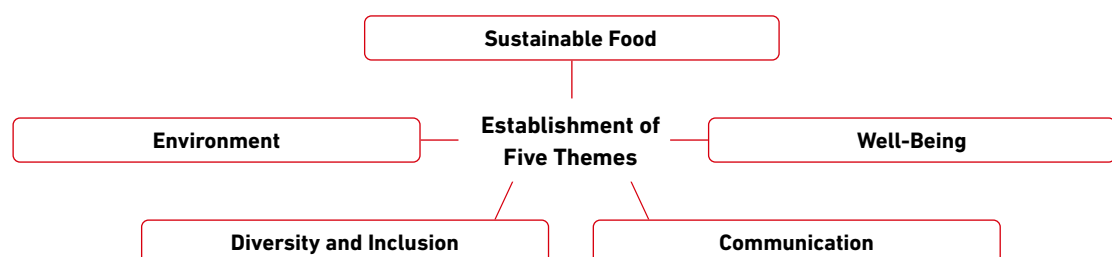 Sustainable Food
Environment
Establishment of
Five Themes
Well-Being
Diversity and Inclusion
Communication